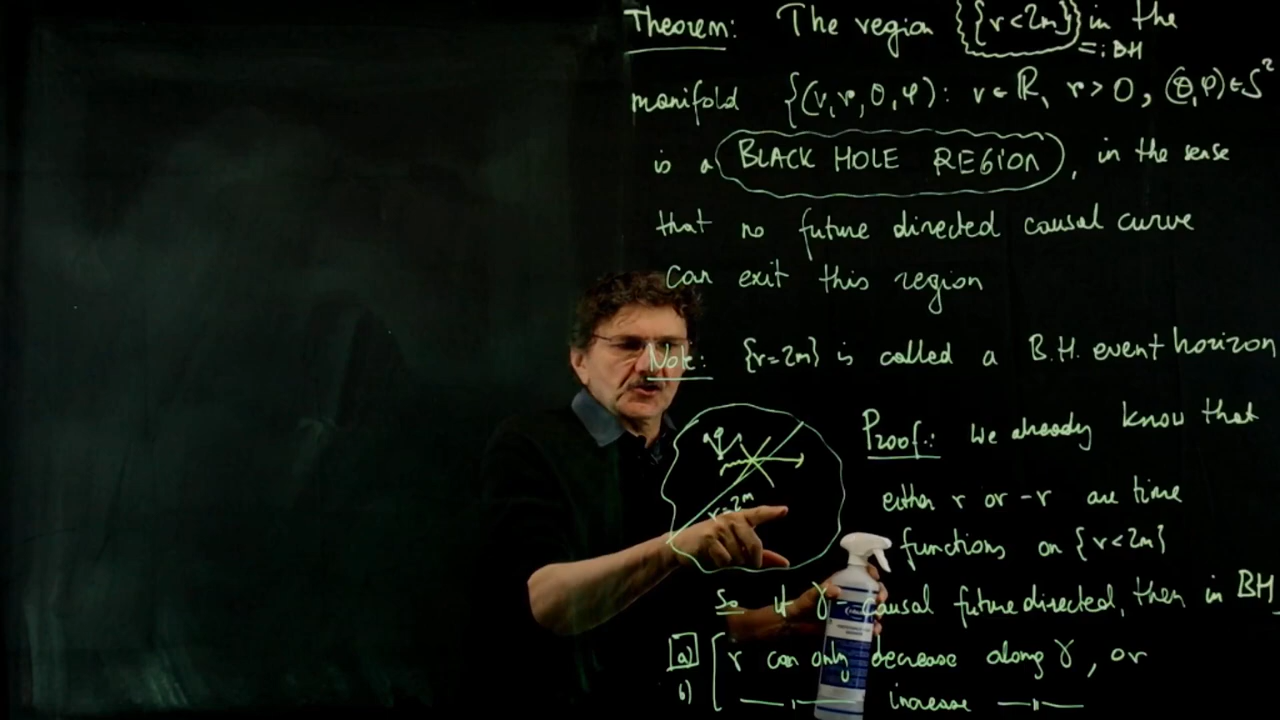 Theorem: The region {{r<2m}} in the
=: BH
manifold {(v,r,θ,φ): v∈ℝ, r>0, (θ,φ)∈S²
is a BLACK HOLE REGION, in the sense
that no future directed causal curve
can exit this region
Note: {r=2m} is called a B.H. event horizon
r=2m
Proof: We already know that
either r or -r are time
functions on {r<2m}
So if γ - causal future directed, then in BH
a) r can only decrease along γ, or
b) —〃— increase —〃—